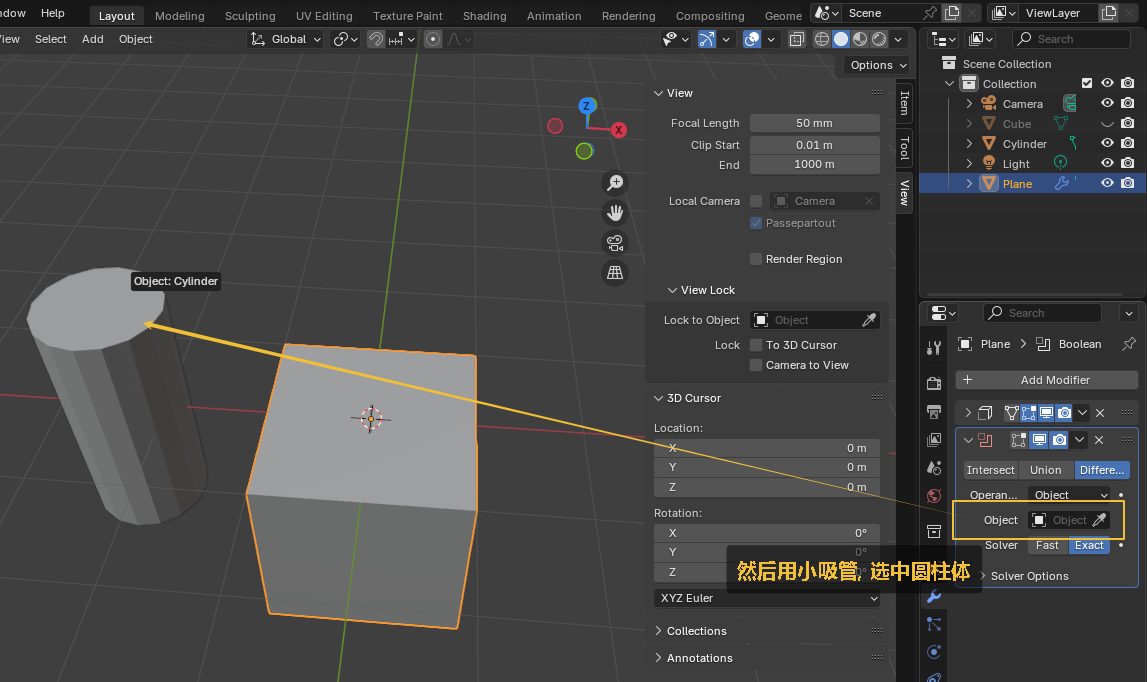 ndow Help Layout Modeling Sculpting UV Editing Texture Paint Shading Animation Rendering Compositing Geome Scene ViewLayer
iew Select Add Object Global Search
Options
Scene Collection
Collection
Camera
Cube
Cylinder
Light
Plane
Z
X
Item
Tool
View
View
Focal Length 50 mm
Clip Start 0.01 m
End 1000 m
Local Camera Camera
Passepartout
Render Region
View Lock
Lock to Object Object
Lock To 3D Cursor
Camera to View
3D Cursor
Location:
X 0 m
Y 0 m
Z 0 m
Rotation:
X 0°
Y 0°
Z
XYZ Euler
Collections
Annotations
Object: Cylinder
Search
Plane Boolean
Add Modifier
Intersect Union Differe...
Operan... Object
Object Object
Solver Fast Exact
Solver Options
然后用小吸管, 选中圆柱体